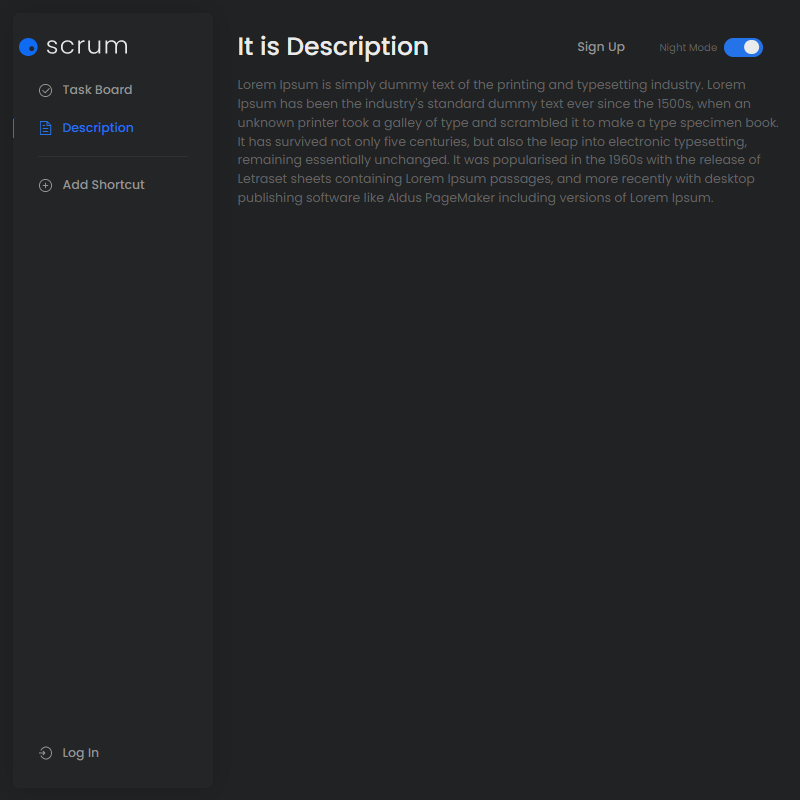 scrum
Task Board
Description
Add Shortcut
Log In
It is Description
Sign Up
Night Mode
Lorem Ipsum is simply dummy text of the printing and typesetting industry. Lorem
Ipsum has been the industry's standard dummy text ever since the 1500s, when an
unknown printer took a galley of type and scrambled it to make a type specimen book.
It has survived not only five centuries, but also the leap into electronic typesetting,
remaining essentially unchanged. It was popularised in the 1960s with the release of
Letraset sheets containing Lorem Ipsum passages, and more recently with desktop
publishing software like Aldus PageMaker including versions of Lorem Ipsum.